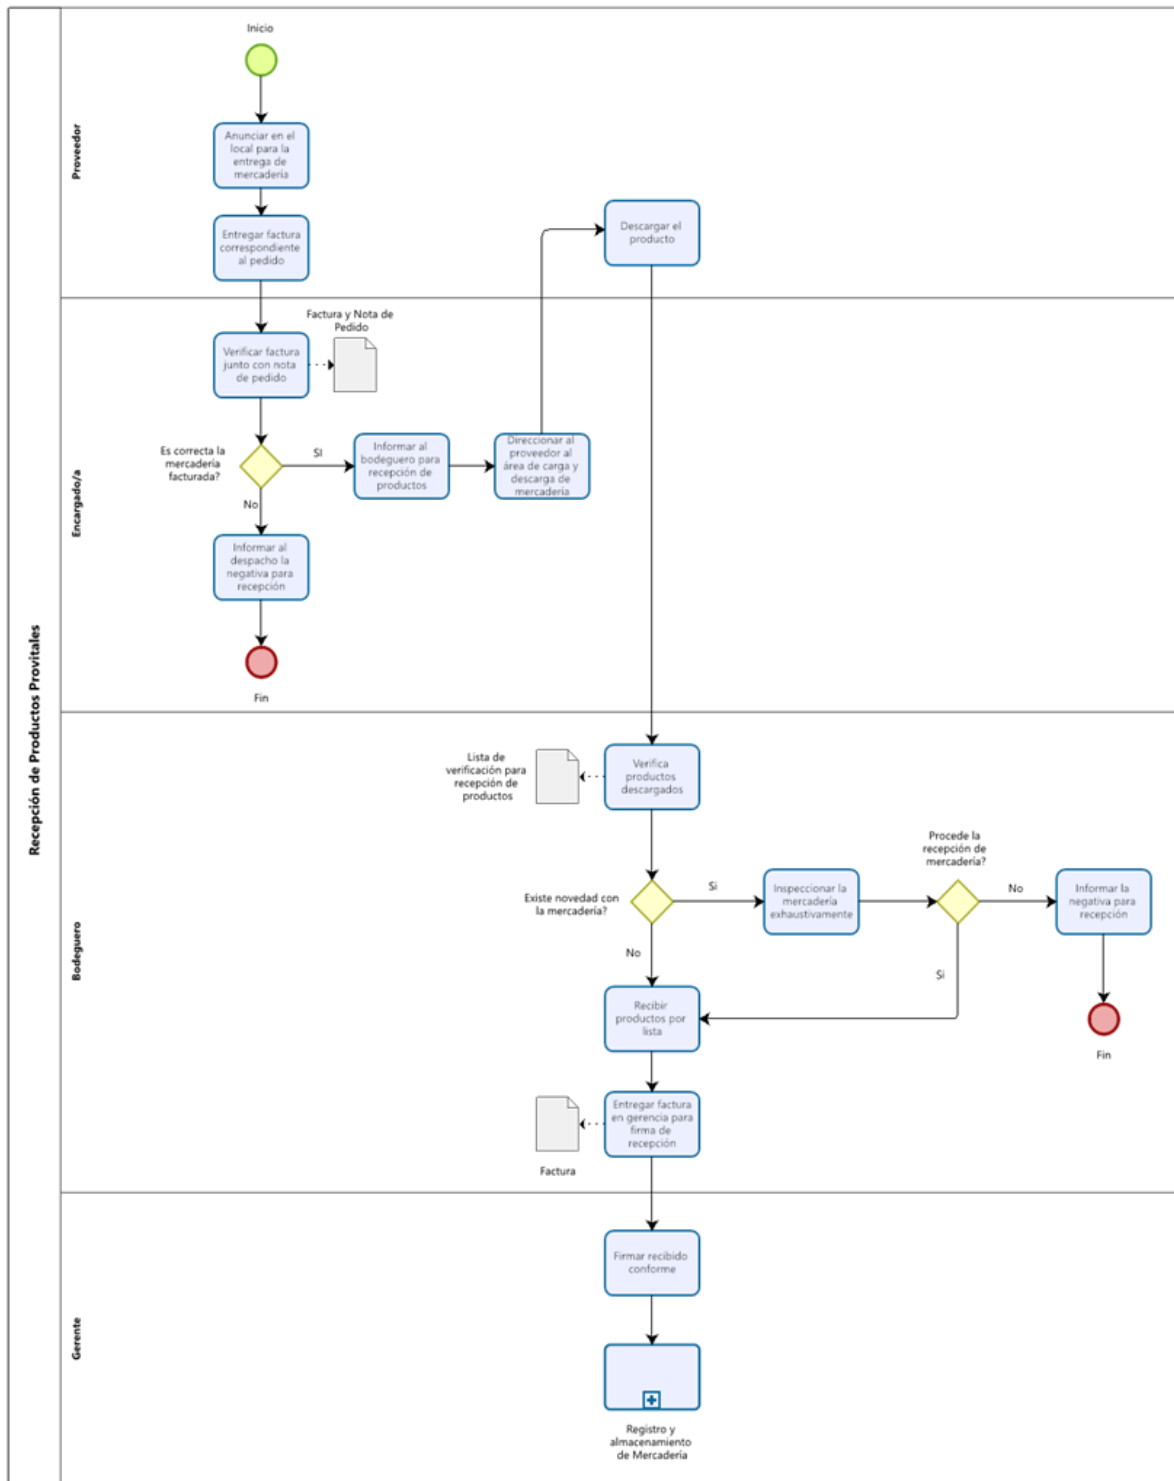 Recepción de Productos Provitales
Proveedor
Inicio
Anunciar en el
local para la
entrega de
mercadería
Entregar factura
correspondiente
al pedido
Descargar el
producto
Encargado/a
Factura y Nota de
Pedido
Verificar factura
junto con nota
de pedido
Es correcta la
mercadería
facturada?
SI
Informar al
bodeguero para
recepción de
productos
Direccionar al
proveedor al
área de carga y
descarga de
mercadería
No
Informar al
despacho la
negativa para
recepción
Fin
Bodeguero
Lista de
verificación para
recepción de
productos
Verifica
productos
descargados
Existe novedad con
la mercadería?
Si
Inspeccionar la
mercadería
exhaustivamente
Procede la
recepción de
mercadería?
No
Informar la
negativa para
recepción
No
Si
Recibir
productos por
lista
Fin
Entregar factura
en gerencia para
firma de
recepción
Factura
Gerente
Firmar recibido
conforme
Registro y
almacenamiento
de Mercadería